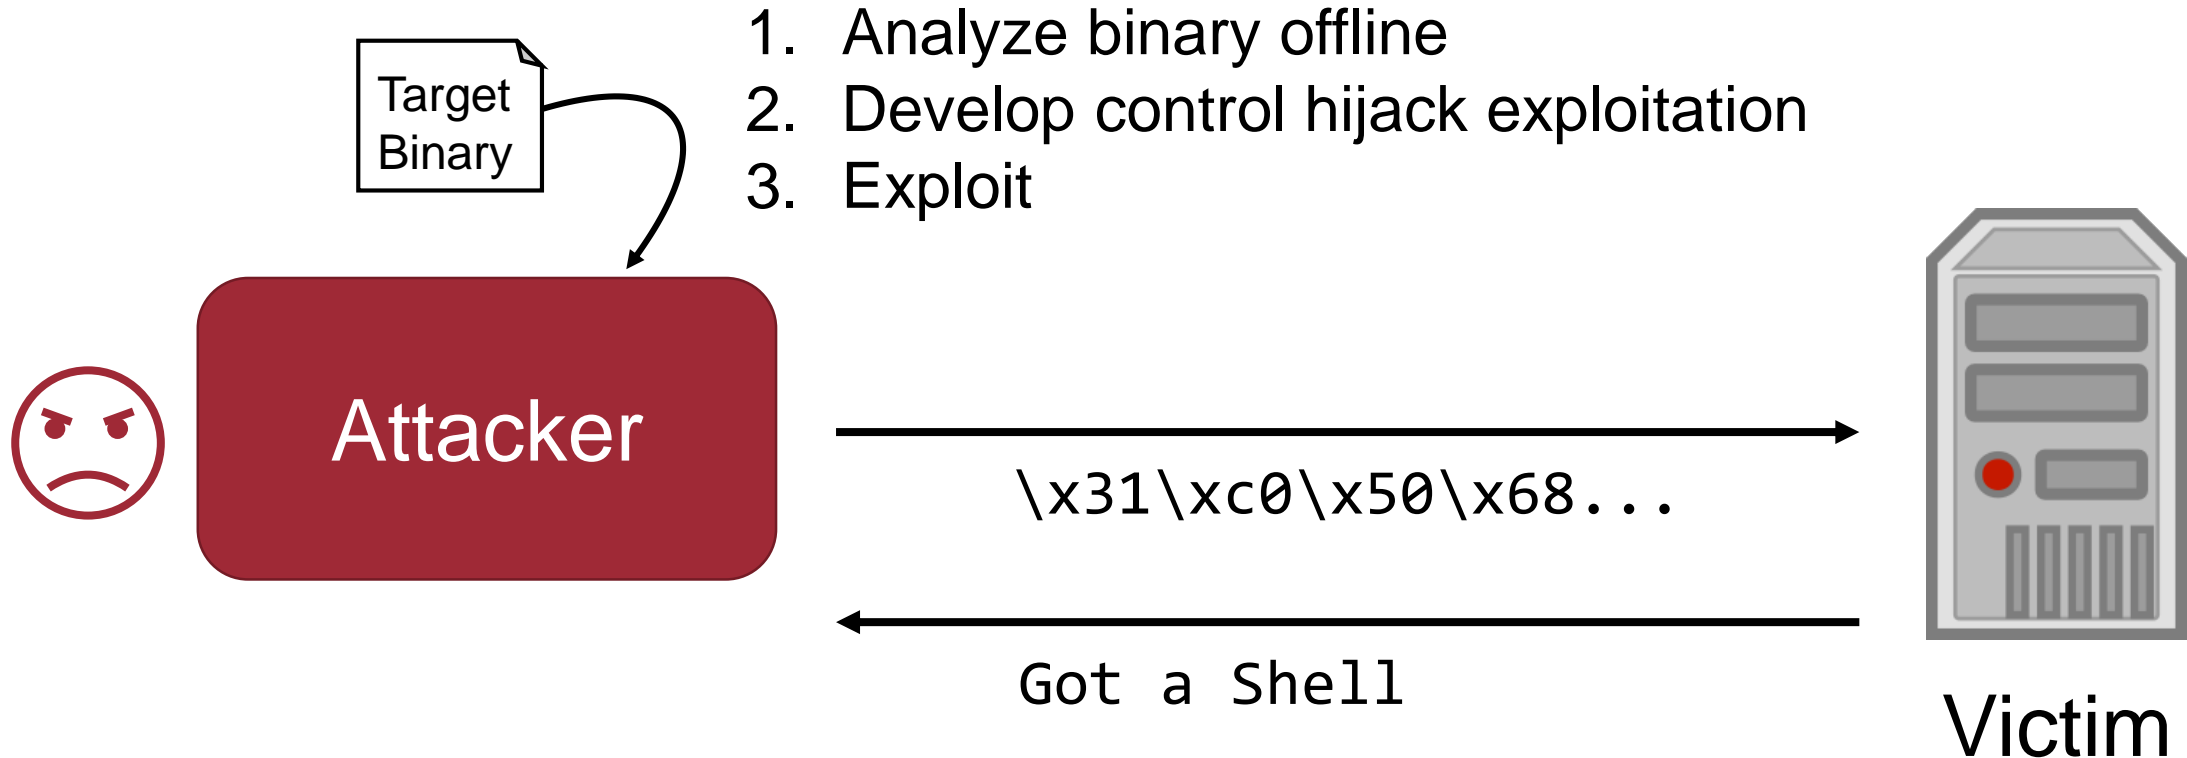 1. Analyze binary offline
2. Develop control hijack exploitation
3. Exploit
Target
Binary
Attacker
\x31\xc0\x50\x68...
Got a Shell
Victim